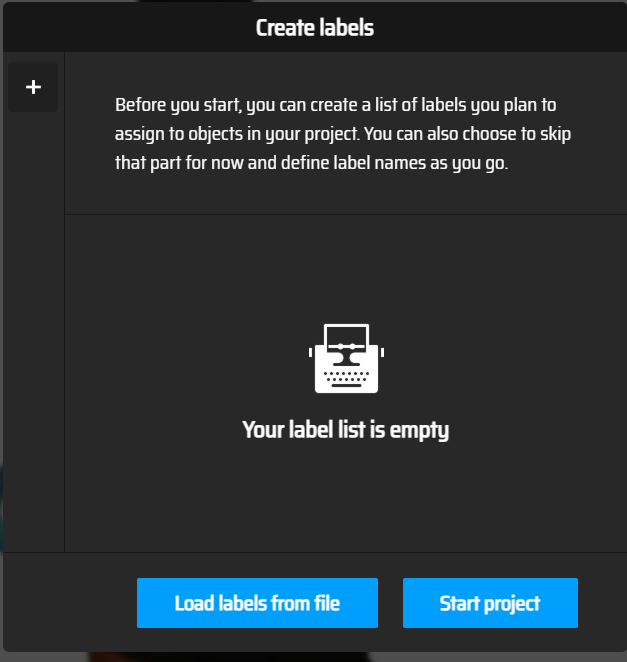 Create labels
+
Before you start, you can create a list of labels you plan to
assign to objects in your project. You can also choose to skip
that part for now and define label names as you go.
Your label list is empty
Load labels from file
Start project